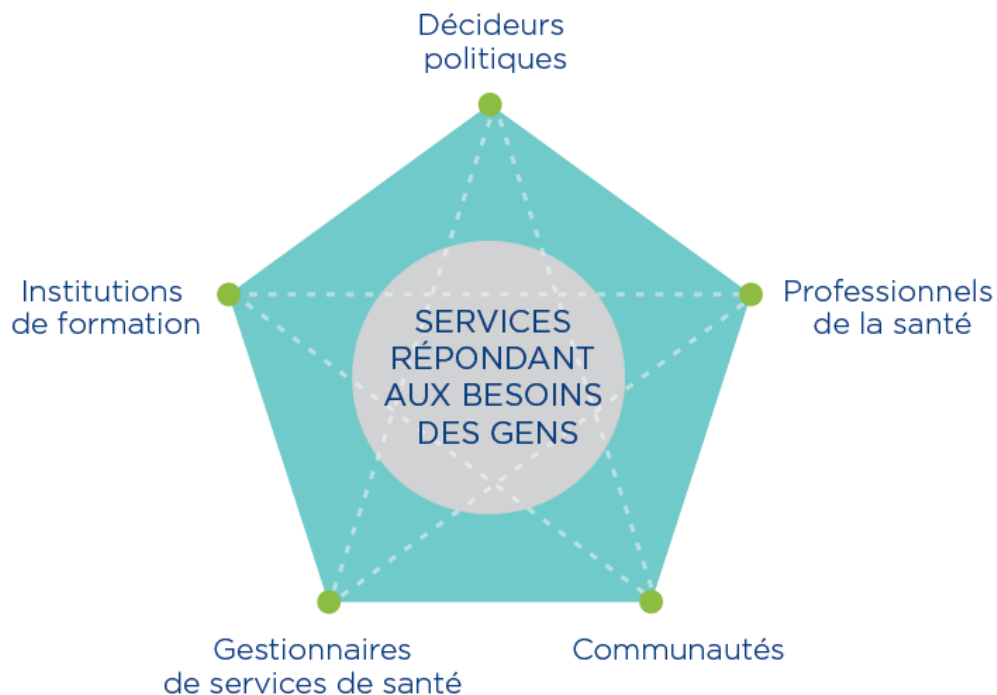 Décideurs
politiques
Institutions
de formation
Professionnels
de la santé
SERVICES
RÉPONDANT
AUX BESOINS
DES GENS
Gestionnaires
de services de santé
Communautés